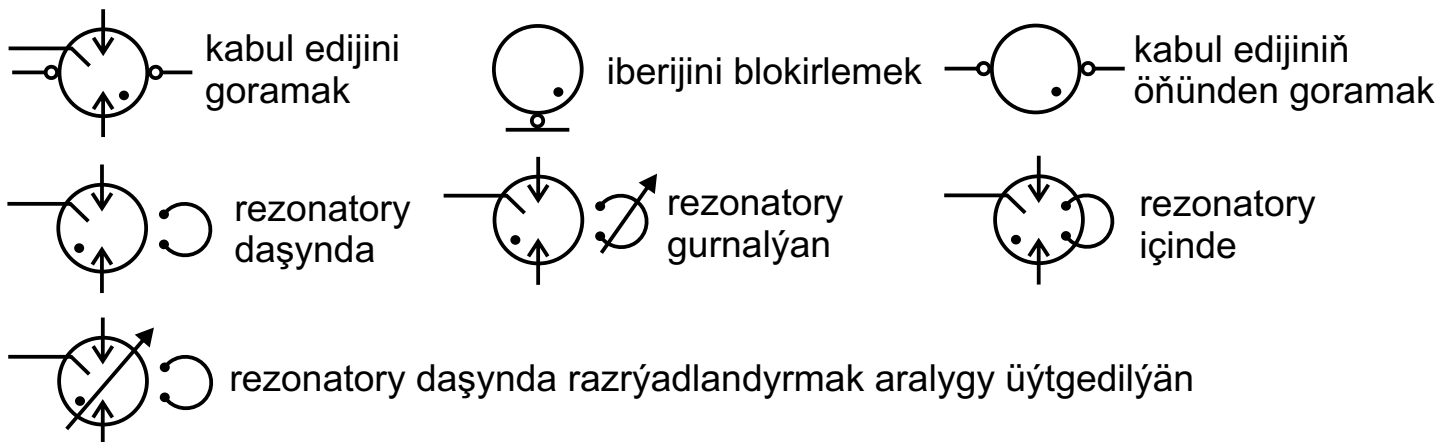 kabul edijini
goramak
iberijini blokirlemek
kabul edijiniň
öňünden goramak
rezonatory
daşynda
rezonatory
gurnalýan
rezonatory
içinde
rezonatory daşynda razrýadlandyrmak aralygy üýtgedilýän